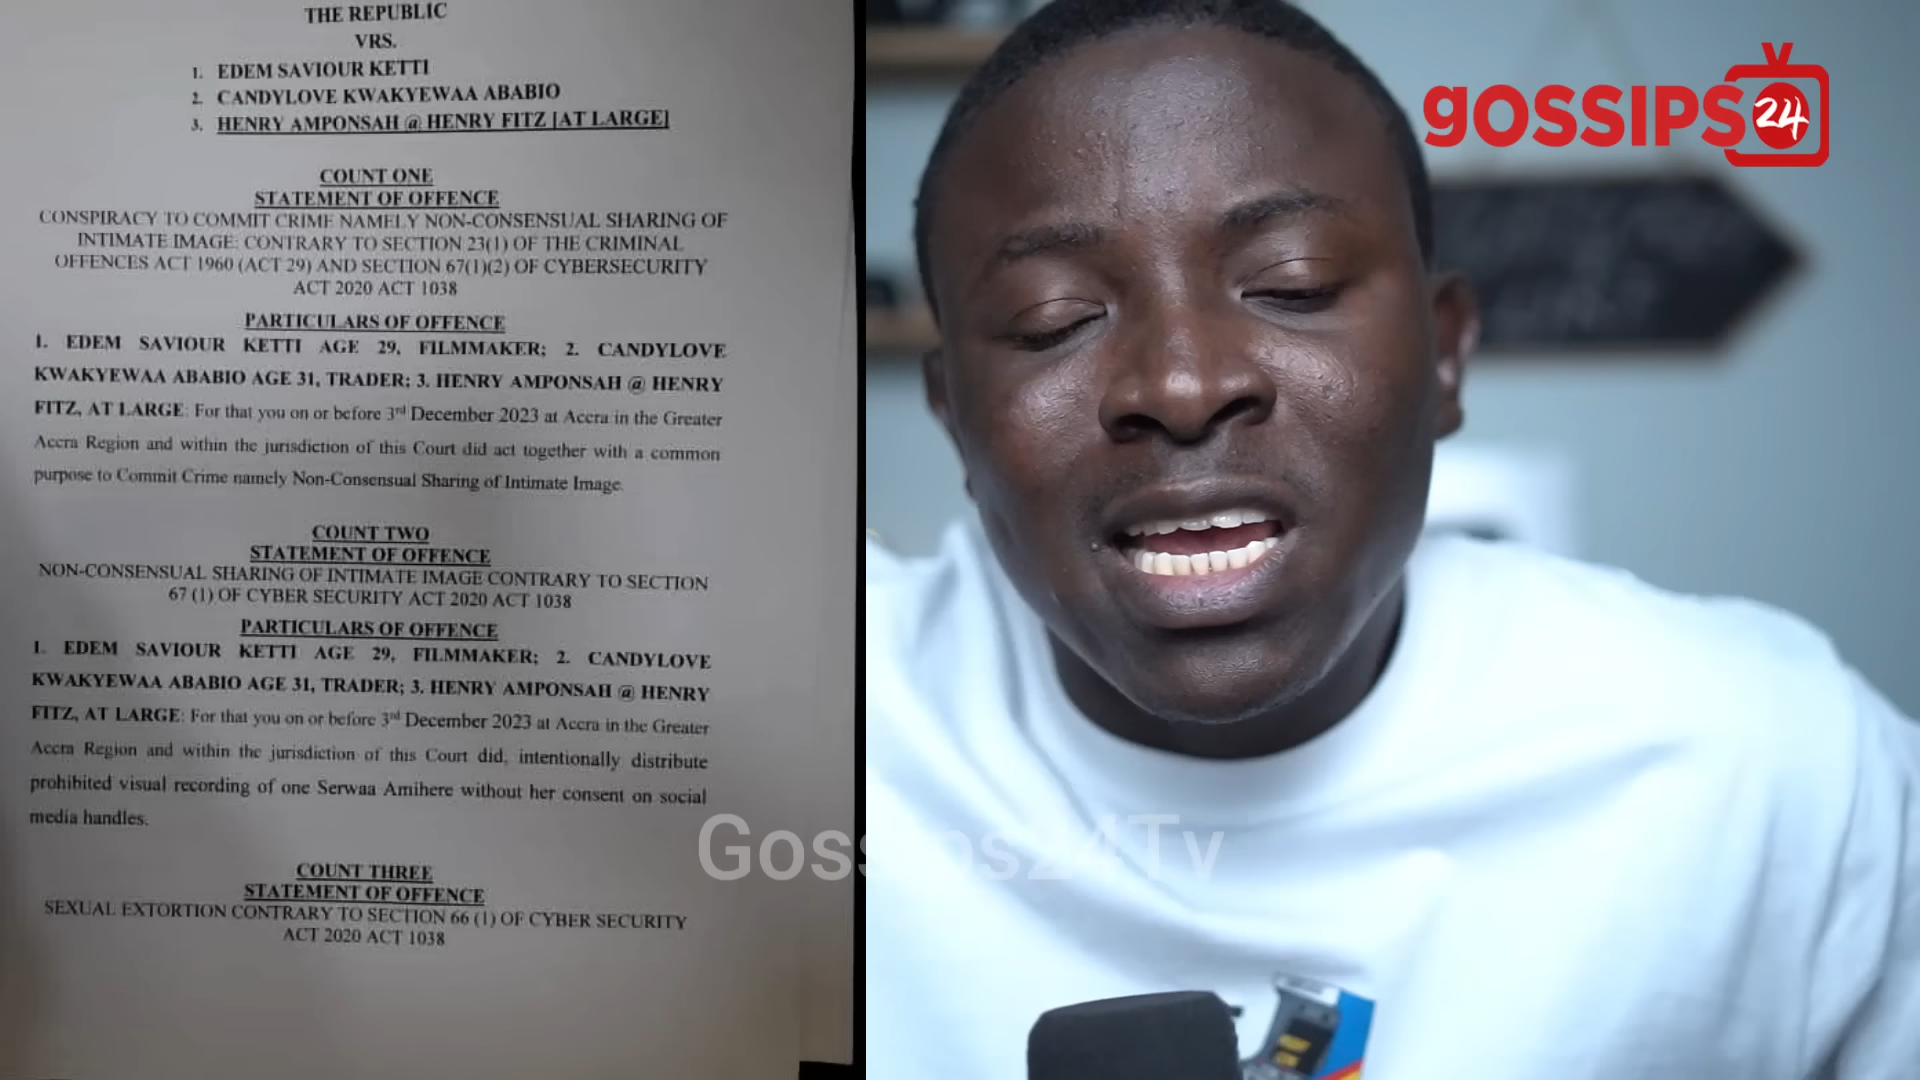 THE REPUBLIC
VRS.
1. EDEM SAVIOUR KETTI
2. CANDYLOVE KWAKYEWAA ABABIO
3. HENRY AMPONSAH @ HENRY FITZ [AT LARGE]
COUNT ONE
STATEMENT OF OFFENCE
CONSPIRACY TO COMMIT CRIME NAMELY NON-CONSENSUAL SHARING OF
INTIMATE IMAGE: CONTRARY TO SECTION 23(1) OF THE CRIMINAL
OFFENCES ACT 1960 (ACT 29) AND SECTION 67(1)(2) OF CYBERSECURITY
ACT 2020 ACT 1038
PARTICULARS OF OFFENCE
1. EDEM SAVIOUR KETTI AGE 29, FILMMAKER; 2. CANDYLOVE
KWAKYEWAA ABABIO AGE 31, TRADER; 3. HENRY AMPONSAH @ HENRY
FITZ, AT LARGE: For that you on or before 3rd December 2023 at Accra in the Greater
Accra Region and within the jurisdiction of this Court did act together with a common
purpose to Commit Crime namely Non-Consensual Sharing of Intimate Image.
COUNT TWO
STATEMENT OF OFFENCE
NON-CONSENSUAL SHARING OF INTIMATE IMAGE CONTRARY TO SECTION
67 (1) OF CYBER SECURITY ACT 2020 ACT 1038
PARTICULARS OF OFFENCE
1. EDEM SAVIOUR KETTI AGE 29, FILMMAKER; 2. CANDYLOVE
KWAKYEWAA ABABIO AGE 31, TRADER; 3. HENRY AMPONSAH @ HENRY
FITZ, AT LARGE: For that you on or before 3rd December 2023 at Accra in the Greater
Accra Region and within the jurisdiction of this Court did, intentionally distribute
prohibited visual recording of one Serwaa Amihere without her consent on social
media handles.
COUNT THREE
STATEMENT OF OFFENCE
SEXUAL EXTORTION CONTRARY TO SECTION 66 (1) OF CYBER SECURITY
ACT 2020 ACT 1038
gOSSIPS24
Gossips24Tv